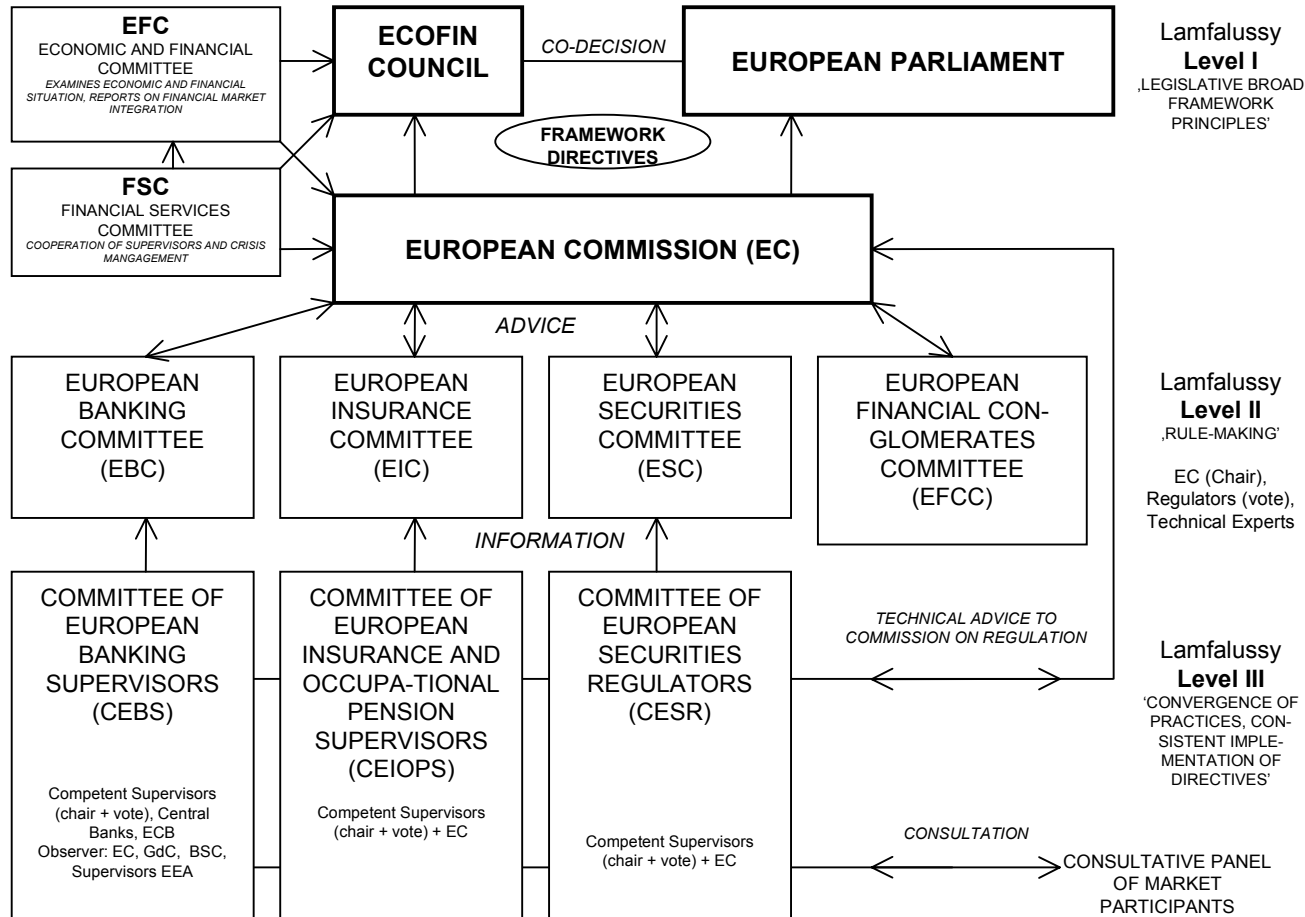 EFC
ECONOMIC AND FINANCIAL
COMMITTEE
EXAMINES ECONOMIC AND FINANCIAL
SITUATION, REPORTS ON FINANCIAL MARKET
INTEGRATION
ECOFIN
COUNCIL
CO-DECISION
EUROPEAN PARLIAMENT
Lamfalussy
Level I
‚LEGISLATIVE BROAD
FRAMEWORK
PRINCIPLES’
FRAMEWORK
DIRECTIVES
FSC
FINANCIAL SERVICES
COMMITTEE
COOPERATION OF SUPERVISORS AND CRISIS
MANGAGEMENT
EUROPEAN COMMISSION (EC)
ADVICE
EUROPEAN
BANKING
COMMITTEE
(EBC)
EUROPEAN
INSURANCE
COMMITTEE
(EIC)
EUROPEAN
SECURITIES
COMMITTEE
(ESC)
EUROPEAN
FINANCIAL CON-
GLOMERATES
COMMITTEE
(EFCC)
Lamfalussy
Level II
‚RULE-MAKING’
EC (Chair),
Regulators (vote),
Technical Experts
INFORMATION
COMMITTEE OF
EUROPEAN
BANKING
SUPERVISORS
(CEBS)
Competent Supervisors
(chair + vote), Central
Banks, ECB
Observer: EC, GdC, BSC,
Supervisors EEA
COMMITTEE OF
EUROPEAN
INSURANCE AND
OCCUPA-TIONAL
PENSION
SUPERVISORS
(CEIOPS)
Competent Supervisors
(chair + vote) + EC
COMMITTEE OF
EUROPEAN
SECURITIES
REGULATORS
(CESR)
Competent Supervisors
(chair + vote) + EC
TECHNICAL ADVICE TO
COMMISSION ON REGULATION
Lamfalussy
Level III
‘CONVERGENCE OF
PRACTICES, CON-
SISTENT IMPLE-
MENTATION OF
DIRECTIVES’
CONSULTATION
CONSULTATIVE PANEL
OF MARKET
PARTICIPANTS